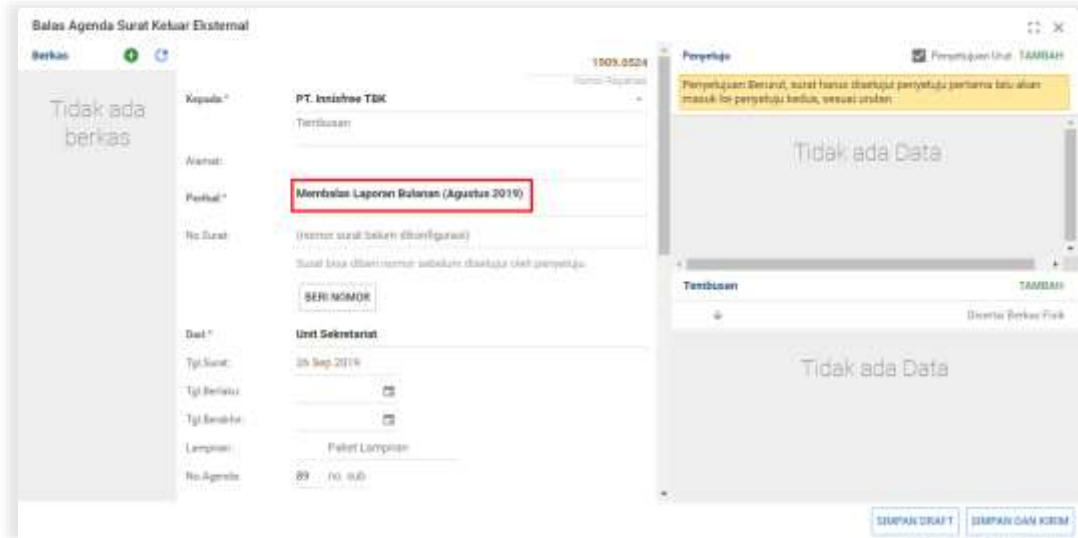 Balas Agenda Surat Keluar Eksternal
Berkas
Tidak ada
berkas
1909.0524
Nomor Registrasi
Kepada:*
PT. Innisfree TBK
Tembusan
Alamat:
Perihal:*
Membalas Laporan Bulanan (Agustus 2019)
No.Surat:
(nomor surat belum dikonfigurasi)
Surat bisa diberi nomor sebelum disetujui oleh penyetuju
BERI NOMOR
Dari:*
Unit Sekretariat
Tgl.Surat:
26 Sep 2019
Tgl.Berlaku:
Tgl.Berakhir:
Lampiran:
Paket Lampiran
No.Agenda:
89 no. sub
Penyetuju
Penyetujuan Urut TAMBAH
Penyetujuan Berurut, surat harus disetujui penyetuju pertama lalu akan
masuk ke penyetuju kedua, sesuai urutan
Tidak ada Data
Tembusan
TAMBAH
Disertai Berkas Fisik
Tidak ada Data
SIMPAN DRAFT
SIMPAN DAN KIRIM